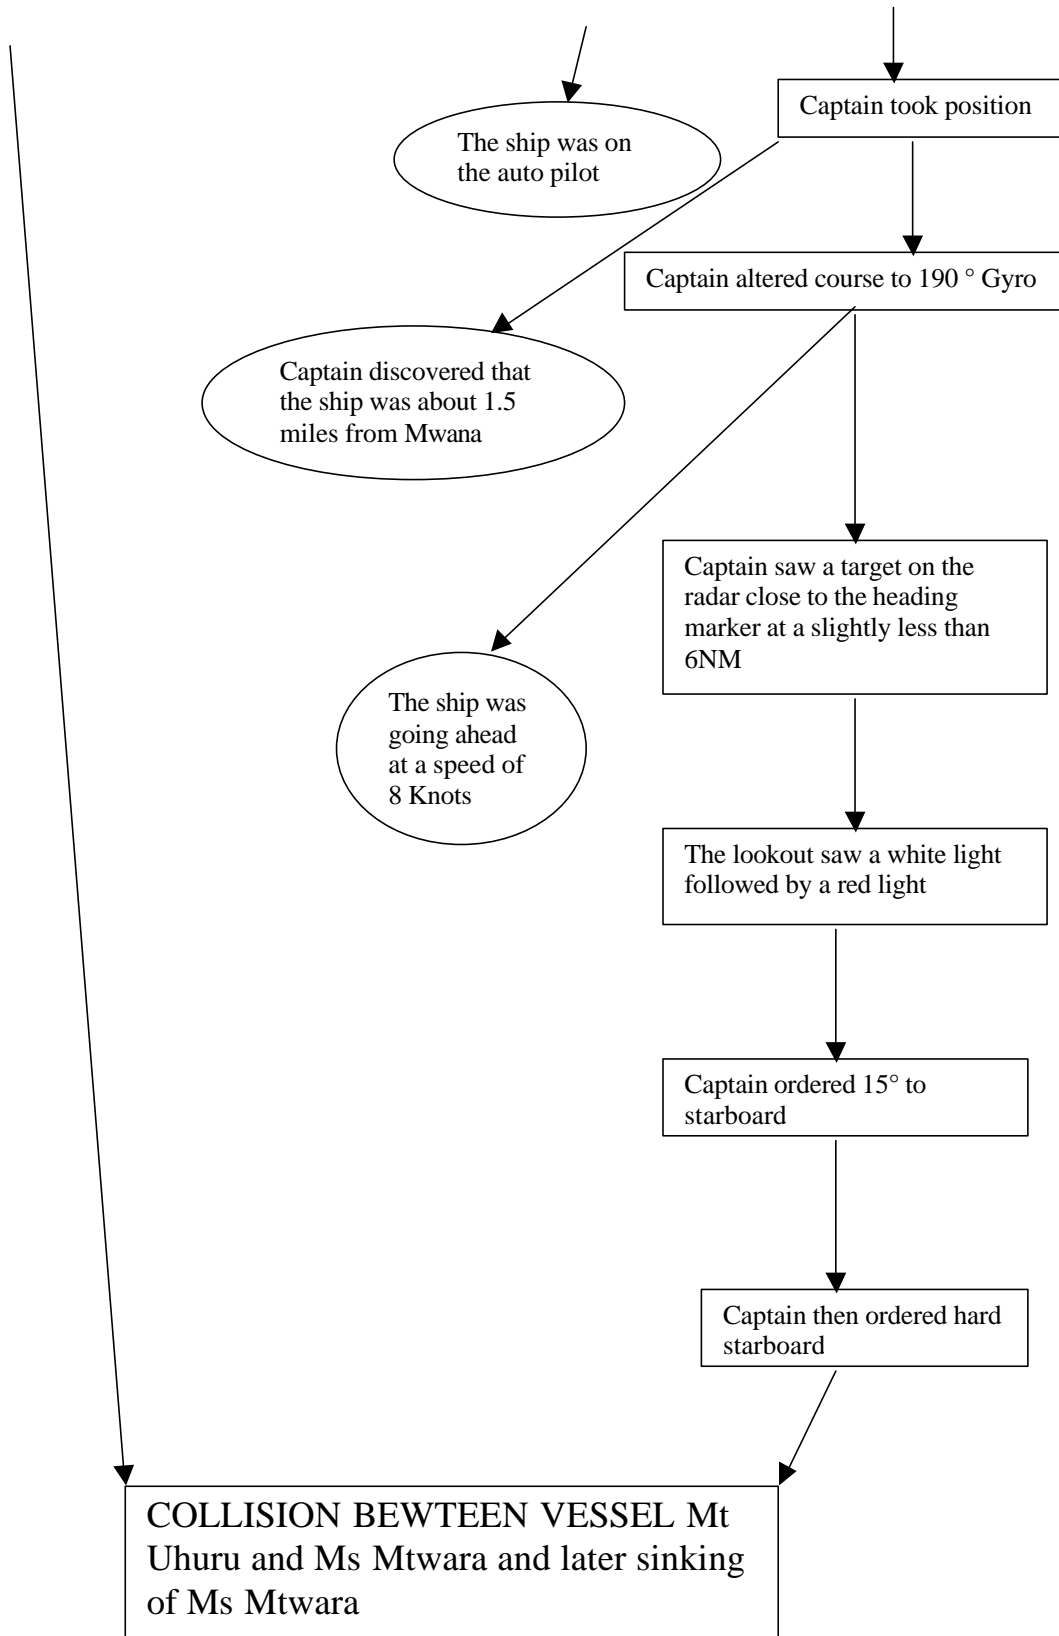 Captain took position
The ship was on
the auto pilot
Captain altered course to 190 ° Gyro
Captain discovered that
the ship was about 1.5
miles from Mwana
Captain saw a target on the
radar close to the heading
marker at a slightly less than
6NM
The ship was
going ahead
at a speed of
8 Knots
The lookout saw a white light
followed by a red light
Captain ordered 15° to
starboard
Captain then ordered hard
starboard
COLLISION BEWTEEN VESSEL Mt
Uhuru and Ms Mtwara and later sinking
of Ms Mtwara